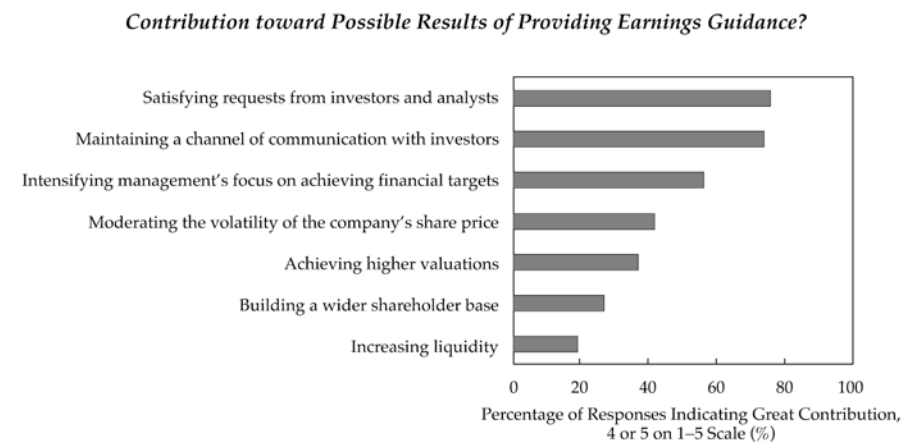 Contribution toward Possible Results of Providing Earnings Guidance?
Satisfying requests from investors and analysts
Maintaining a channel of communication with investors
Intensifying management's focus on achieving financial targets
Moderating the volatility of the company's share price
Achieving higher valuations
Building a wider shareholder base
Increasing liquidity
0 20 40 60 80 100
Percentage of Responses Indicating Great Contribution,
4 or 5 on 1–5 Scale (%)